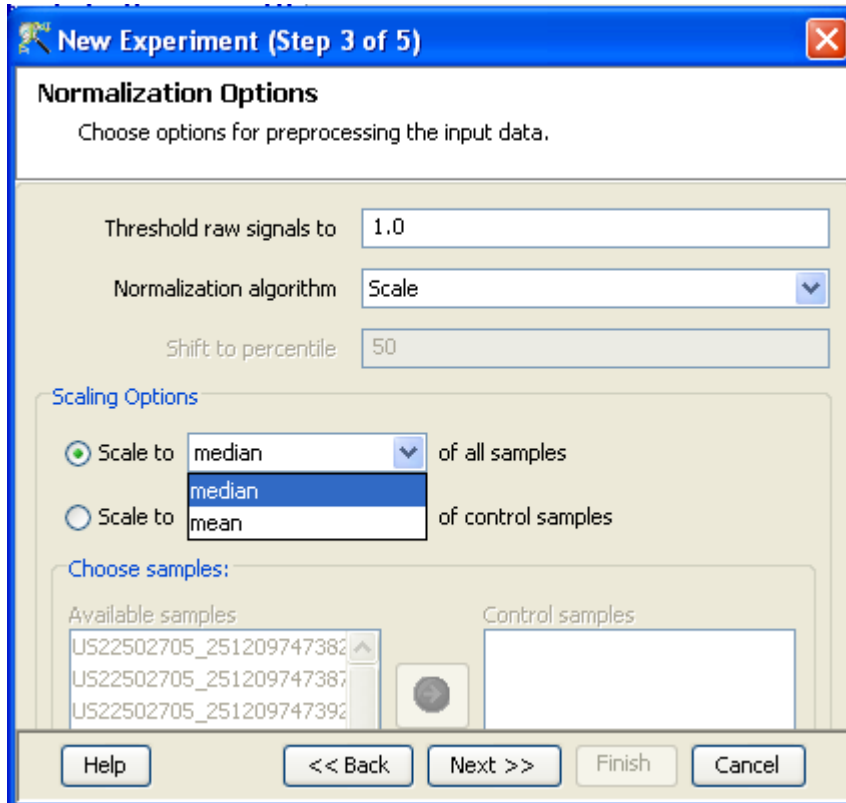 New Experiment (Step 3 of 5)
Normalization Options
Choose options for preprocessing the input data.
Threshold raw signals to 1.0
Normalization algorithm Scale
Shift to percentile 50
Scaling Options
Scale to median of all samples
median
mean
Scale to of control samples
Choose samples:
Available samples Control samples
US22502705_251209747382
US22502705_251209747387
US22502705_251209747392
Help << Back Next >> Finish Cancel